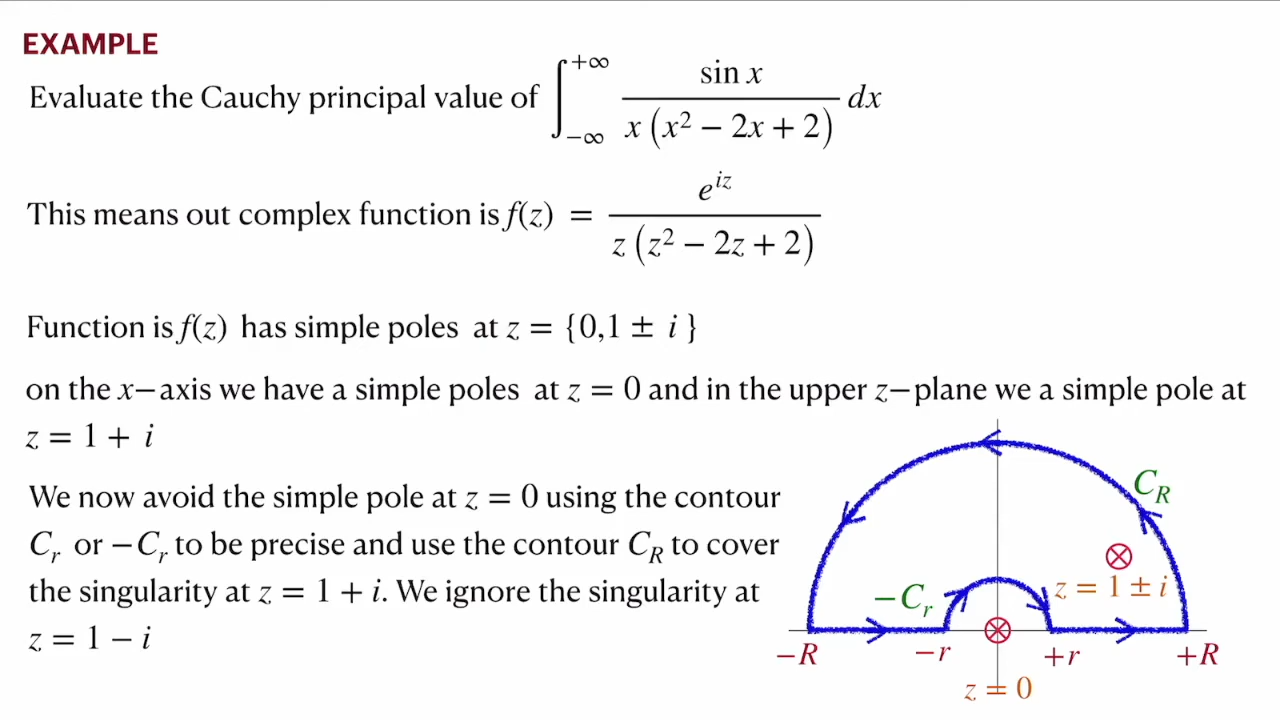 EXAMPLE
Evaluate the Cauchy principal value of ∫_{−∞}^{+∞} sin x / (x (x² − 2x + 2)) dx
This means out complex function is f(z) = e^{iz} / (z (z² − 2z + 2))
Function is f(z) has simple poles at z = {0,1 ± i }
on the x−axis we have a simple poles at z = 0 and in the upper z−plane we a simple pole at
z = 1 + i
We now avoid the simple pole at z = 0 using the contour
C_r or −C_r to be precise and use the contour C_R to cover
the singularity at z = 1 + i. We ignore the singularity at
z = 1 − i
C_R
−C_r
z = 1 ± i
−R
−r
+r
+R
z = 0